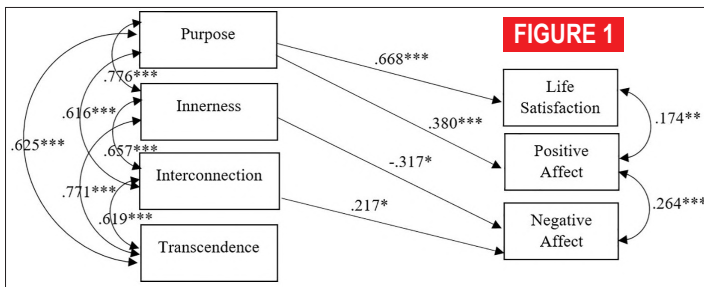 FIGURE 1
Purpose
.668***
.776***
Life
Satisfaction
Innerness
.616***
.380***
.174**
.625***
.657***
Positive
Affect
-.317*
Interconnection
.771***
.217*
.264***
.619***
Negative
Affect
Transcendence